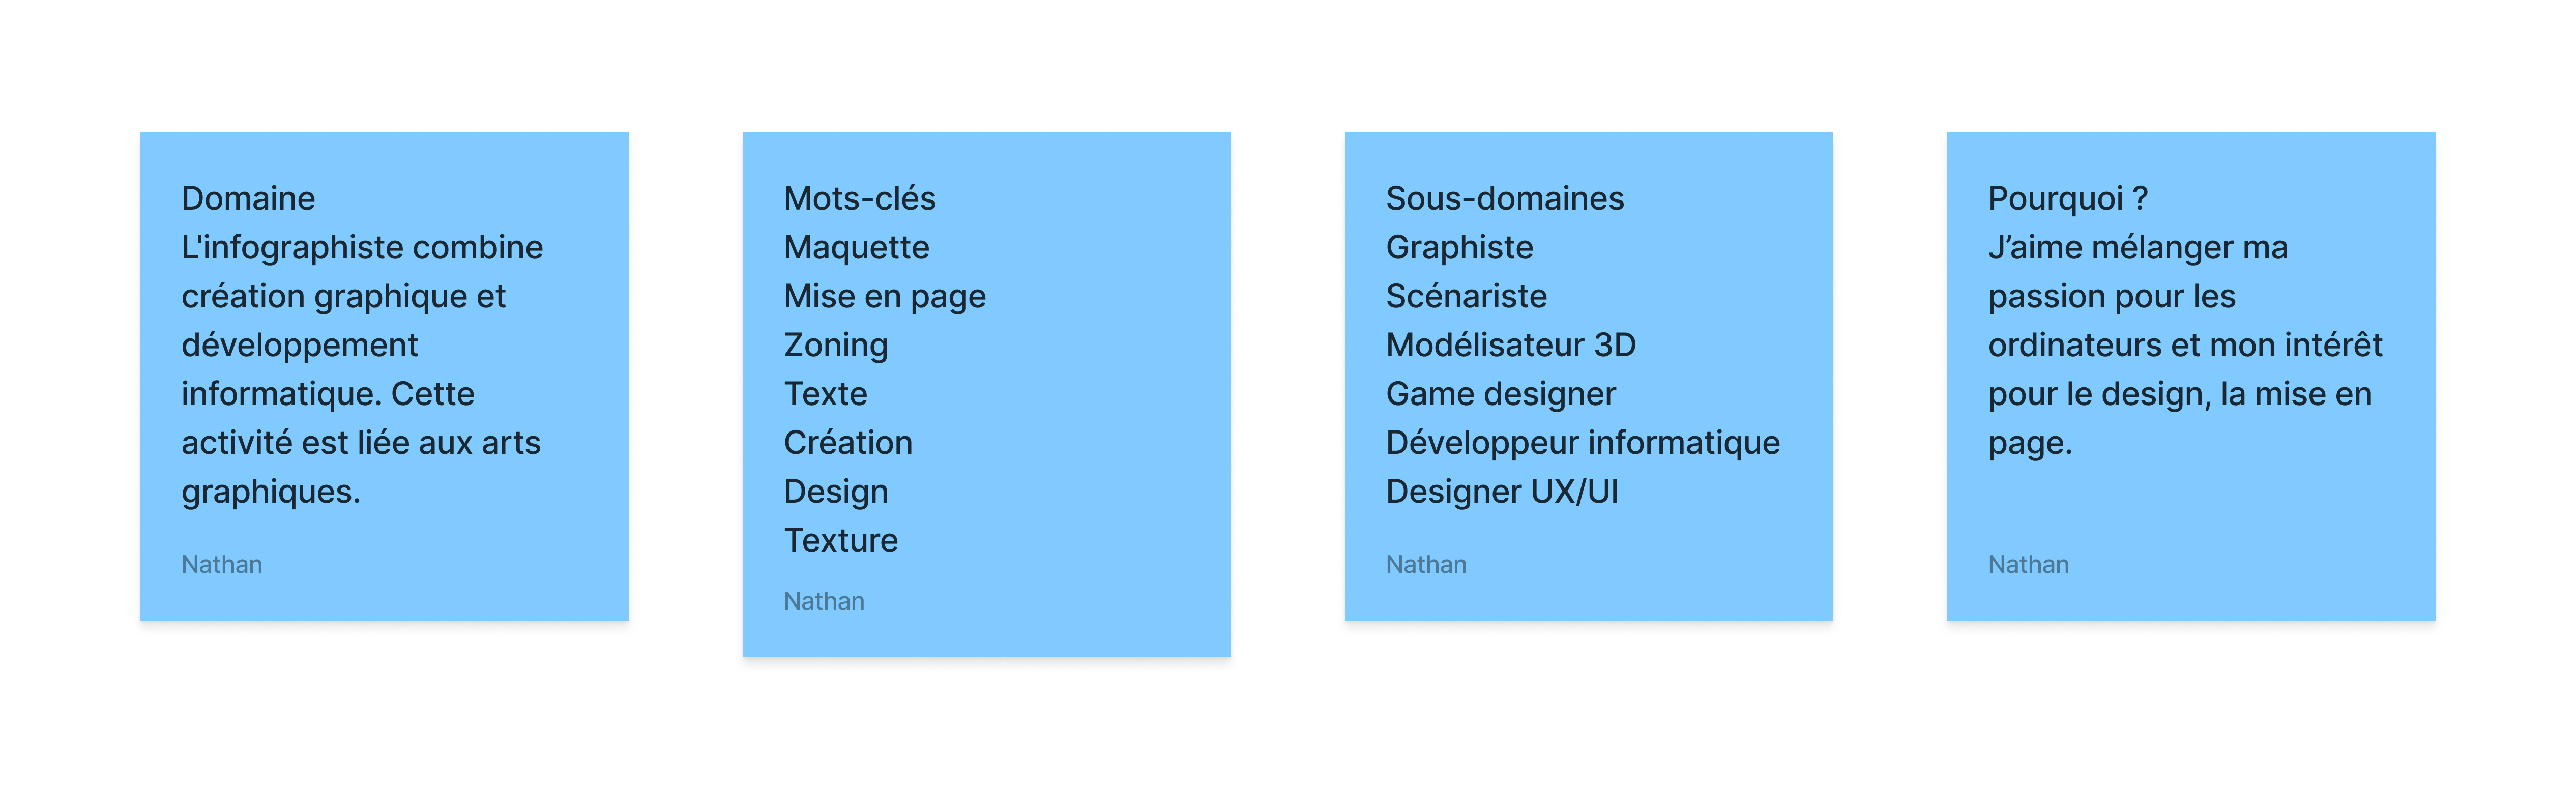 Domaine
L'infographiste combine
création graphique et
développement
informatique. Cette
activité est liée aux arts
graphiques.
Nathan
Mots-clés
Maquette
Mise en page
Zoning
Texte
Création
Design
Texture
Nathan
Sous-domaines
Graphiste
Scénariste
Modélisateur 3D
Game designer
Développeur informatique
Designer UX/UI
Nathan
Pourquoi ?
J’aime mélanger ma
passion pour les
ordinateurs et mon intérêt
pour le design, la mise en
page.
Nathan